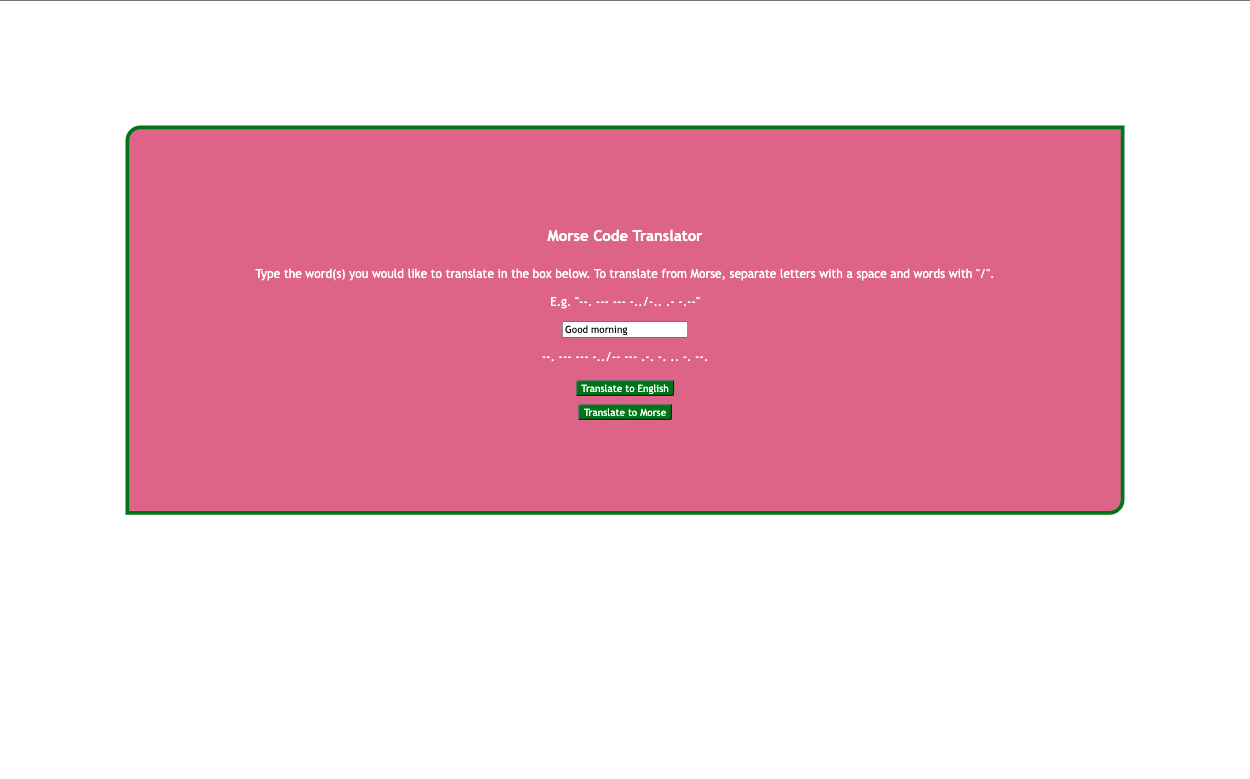 Morse Code Translator
Type the word(s) you would like to translate in the box below. To translate from Morse, separate letters with a space and words with "/".
E.g. "--. --- --- -../-.. .- -.--"
Good morning
--. --- --- -../-- --- .-. -. .. -. --.
Translate to English
Translate to Morse